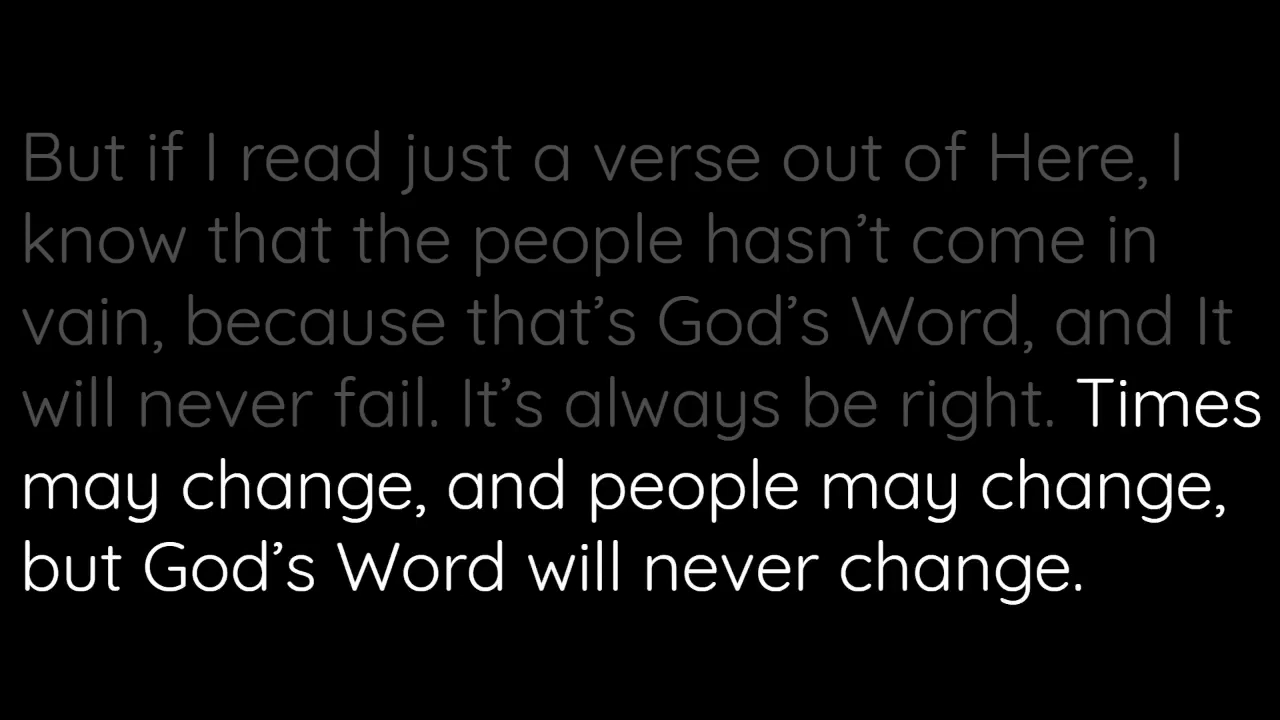 But if I read just a verse out of Here, I
know that the people hasn’t come in
vain, because that’s God’s Word, and It
will never fail. It’s always be right. Times
may change, and people may change,
but God’s Word will never change.